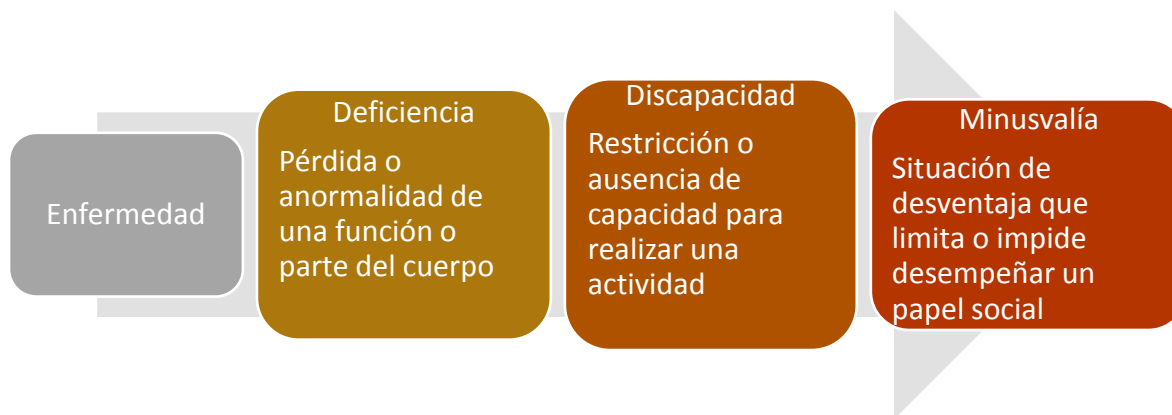 Enfermedad
Deficiencia
Pérdida o
anormalidad de
una función o
parte del cuerpo
Discapacidad
Restricción o
ausencia de
capacidad para
realizar una
actividad
Minusvalía
Situación de
desventaja que
limita o impide
desempeñar un
papel social